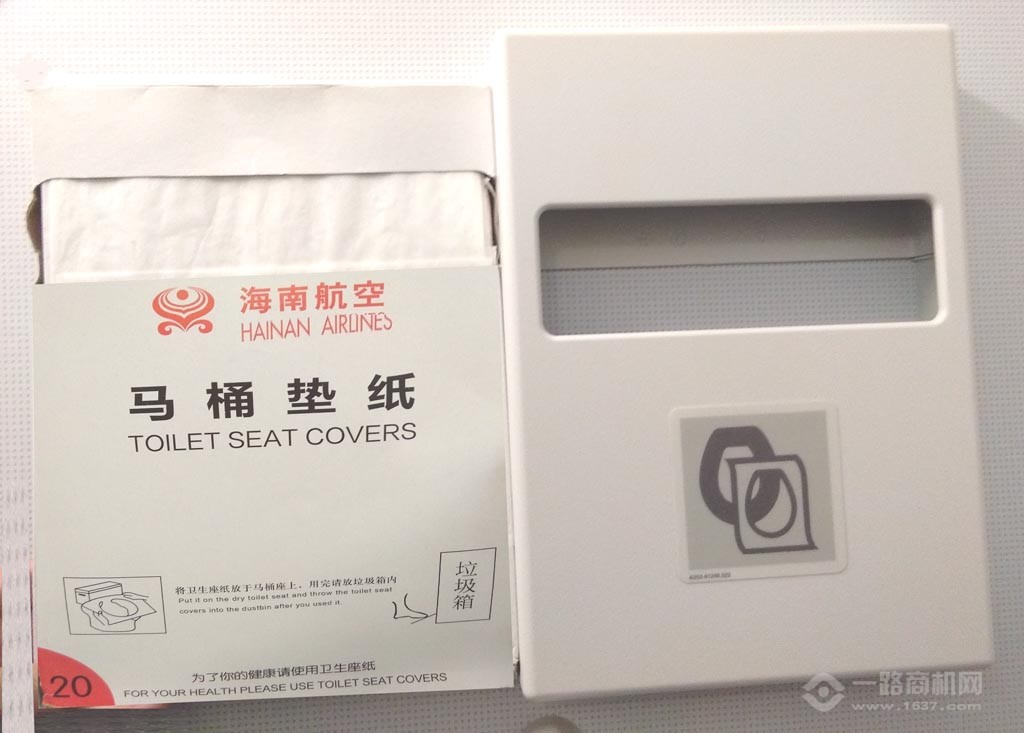 海南航空
HAINAN AIRLINES
马桶垫纸
TOILET SEAT COVERS
将卫生座纸放于马桶座上，用完请放垃圾箱内
Put it on the dry toilet seat and throw the toilet seat
covers into the dustbin after you used it.
垃圾箱
为了你的健康请使用卫生座纸
FOR YOUR HEALTH PLEASE USE TOILET SEAT COVERS
20
一路商机网
www.1637.com